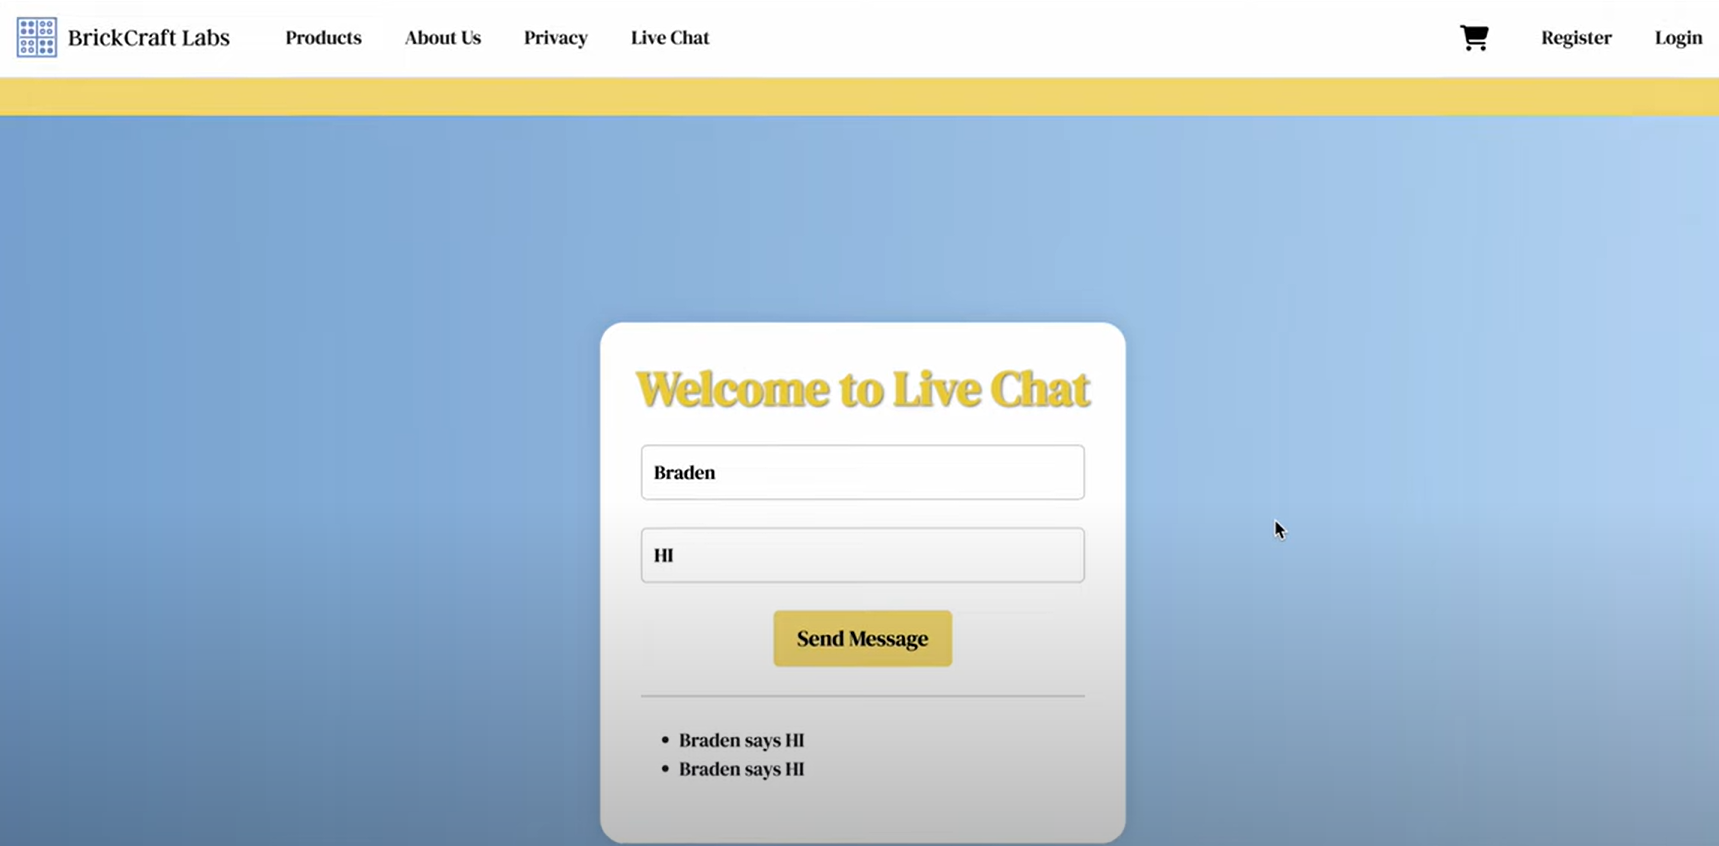 BrickCraft Labs Products About Us Privacy Live Chat Register Login
Welcome to Live Chat
Braden
HI
Send Message
Braden says HI
Braden says HI